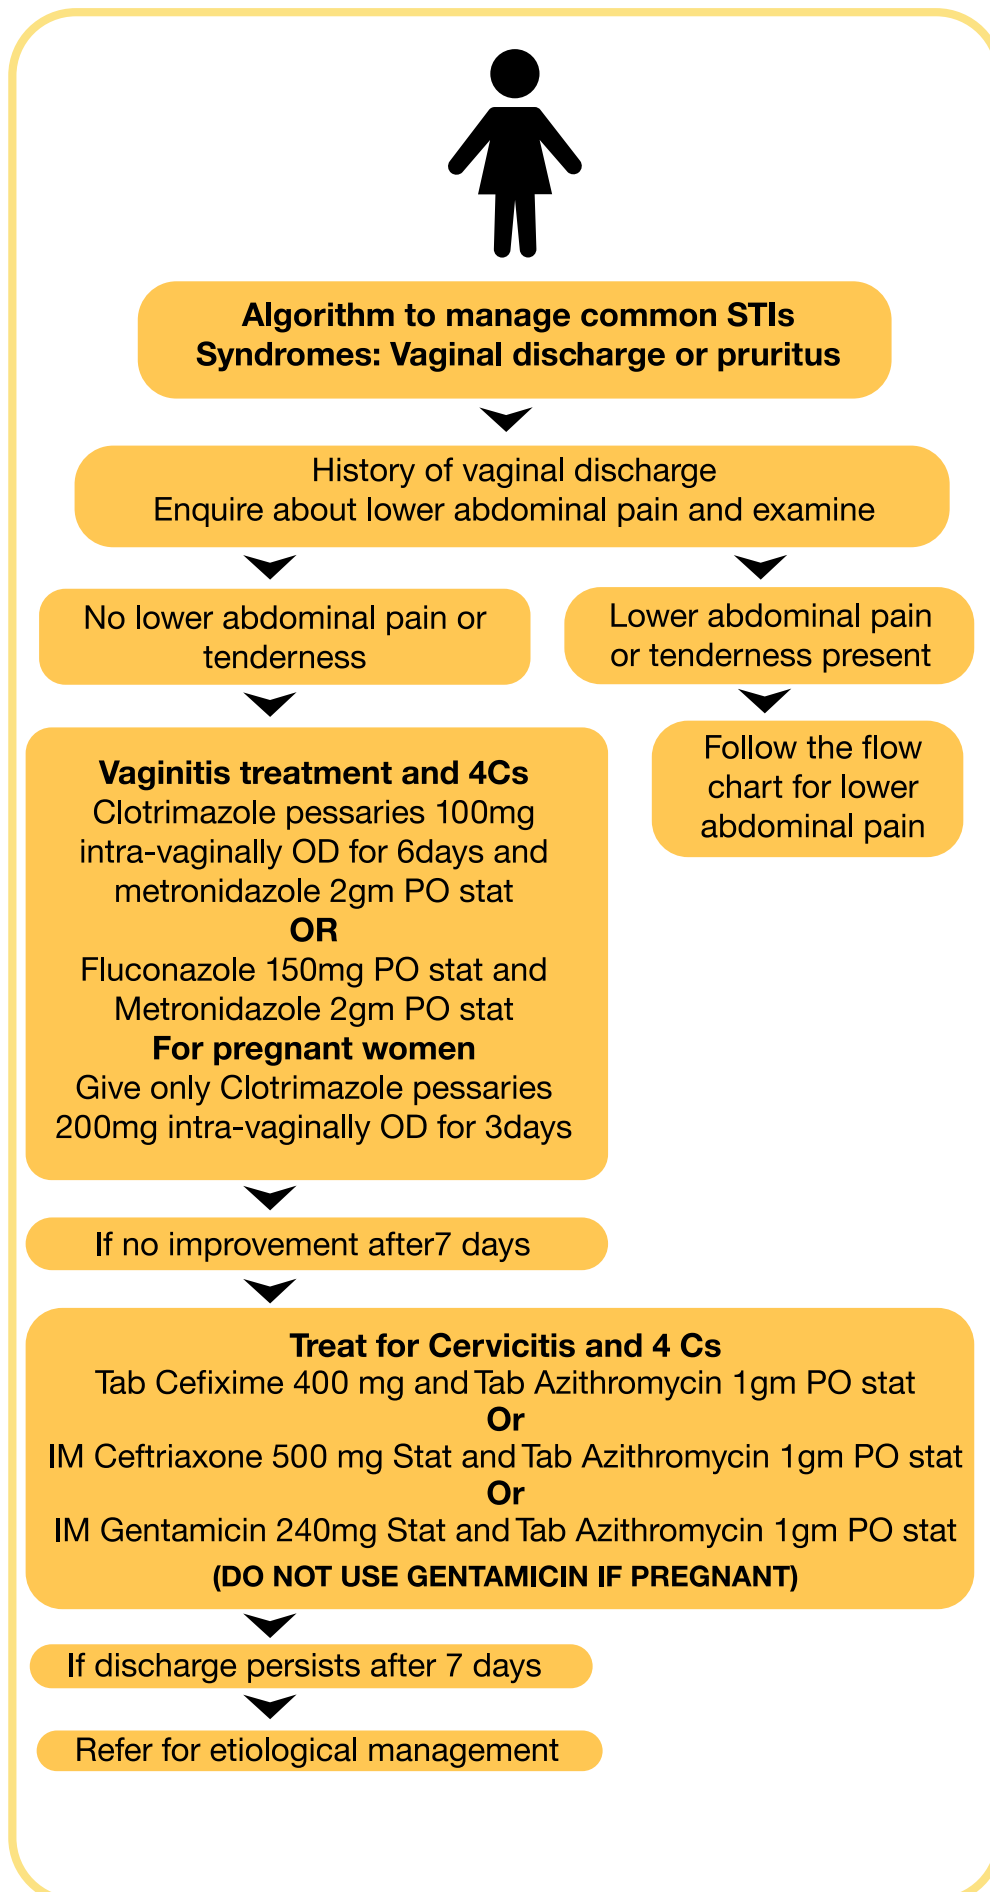 Algorithm to manage common STIs
Syndromes: Vaginal discharge or pruritus
History of vaginal discharge
Enquire about lower abdominal pain and examine
No lower abdominal pain or
tenderness
Lower abdominal pain
or tenderness present
Follow the flow
chart for lower
abdominal pain
Vaginitis treatment and 4Cs
Clotrimazole pessaries 100mg
intra-vaginally OD for 6days and
metronidazole 2gm PO stat
OR
Fluconazole 150mg PO stat and
Metronidazole 2gm PO stat
For pregnant women
Give only Clotrimazole pessaries
200mg intra-vaginally OD for 3days
If no improvement after7 days
Treat for Cervicitis and 4 Cs
Tab Cefixime 400 mg and Tab Azithromycin 1gm PO stat
Or
IM Ceftriaxone 500 mg Stat and Tab Azithromycin 1gm PO stat
Or
IM Gentamicin 240mg Stat and Tab Azithromycin 1gm PO stat
(DO NOT USE GENTAMICIN IF PREGNANT)
If discharge persists after 7 days
Refer for etiological management